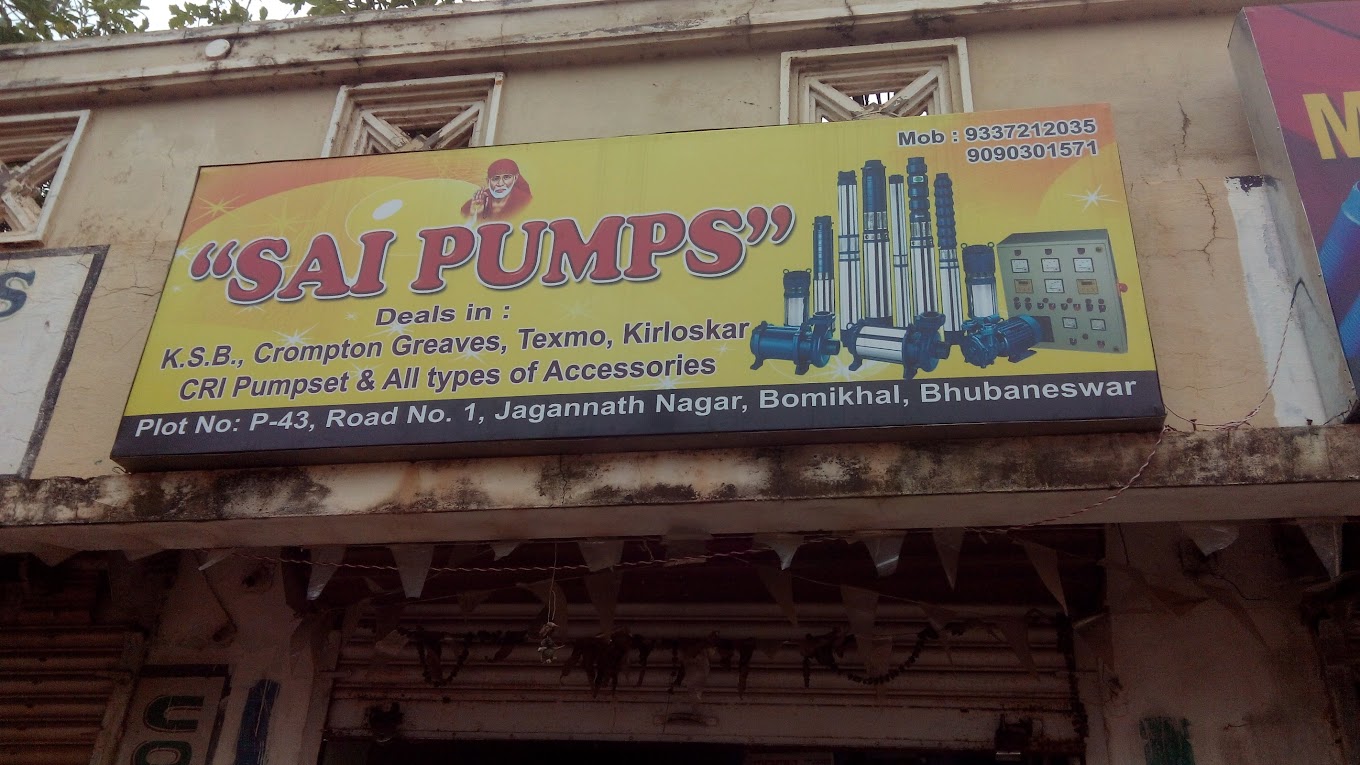 Mob : 9337212035
9090301571
"SAI PUMPS"
Deals in :
K.S.B., Crompton Greaves, Texmo, Kirloskar
CRI Pumpset & All types of Accessories
Plot No: P-43, Road No. 1, Jagannath Nagar, Bomikhal, Bhubaneswar